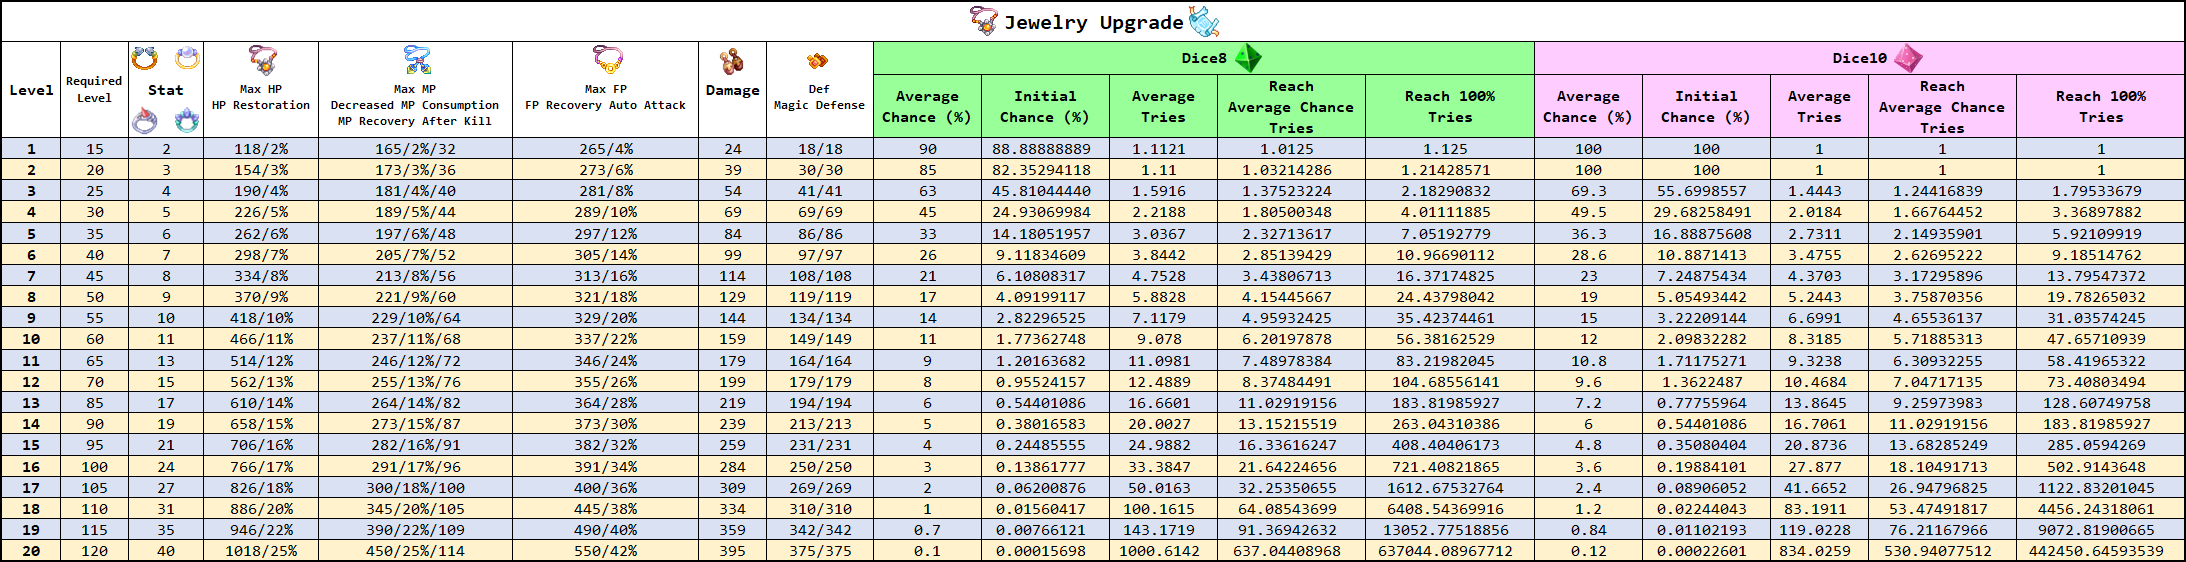 Jewelry Upgrade
Level Required Level Stat Max HP HP Restoration Max MP Decreased MP Consumption MP Recovery After Kill Max FP FP Recovery Auto Attack Damage Def Magic Defense Dice8 Dice10
Average Chance (%) Initial Chance (%) Average Tries Reach Average Chance Tries Reach 100% Tries Average Chance (%) Initial Chance (%) Average Tries Reach Average Chance Tries Reach 100% Tries
1 15 2 118/2% 165/2%/32 265/4% 24 18/18 90 88.88888889 1.1121 1.0125 1.125 100 100 1 1 1
2 20 3 154/3% 173/3%/36 273/6% 39 30/30 85 82.35294118 1.11 1.03214286 1.21428571 100 100 1 1 1
3 25 4 190/4% 181/4%/40 281/8% 54 41/41 63 45.81044440 1.5916 1.37523224 2.18290832 69.3 55.6998557 1.4443 1.24416839 1.79533679
4 30 5 226/5% 189/5%/44 289/10% 69 69/69 45 24.93069984 2.2188 1.80500348 4.01111885 49.5 29.68258491 2.0184 1.66764452 3.36897882
5 35 6 262/6% 197/6%/48 297/12% 84 86/86 33 14.18051957 3.0367 2.32713617 7.05192779 36.3 16.88875608 2.7311 2.14935901 5.92109919
6 40 7 298/7% 205/7%/52 305/14% 99 97/97 26 9.11834609 3.8442 2.85139429 10.96690112 28.6 10.8871413 3.4755 2.62695222 9.18514762
7 45 8 334/8% 213/8%/56 313/16% 114 108/108 21 6.10808317 4.7528 3.43806713 16.37174825 23 7.24875434 4.3703 3.17295896 13.79547372
8 50 9 370/9% 221/9%/60 321/18% 129 119/119 17 4.09199117 5.8828 4.15445667 24.43798042 19 5.05493442 5.2443 3.75870356 19.78265032
9 55 10 418/10% 229/10%/64 329/20% 144 134/134 14 2.82296525 7.1179 4.95932425 35.42374461 15 3.22209144 6.6991 4.65536137 31.03574245
10 60 11 466/11% 237/11%/68 337/22% 159 149/149 11 1.77362748 9.078 6.20197878 56.38162529 12 2.09832282 8.3185 5.71885313 47.65710939
11 65 13 514/12% 246/12%/72 346/24% 179 164/164 9 1.20163682 11.0981 7.48978384 83.21982045 10.8 1.71175271 9.3238 6.30932255 58.41965322
12 70 15 562/13% 255/13%/76 355/26% 199 179/179 8 0.95524157 12.4889 8.37484491 104.68556141 9.6 1.3622487 10.4684 7.04717135 73.40803494
13 85 17 610/14% 264/14%/82 364/28% 219 194/194 6 0.54401086 16.6601 11.02919156 183.81985927 7.2 0.77755964 13.8645 9.25973983 128.60749758
14 90 19 658/15% 273/15%/87 373/30% 239 213/213 5 0.38016583 20.0027 13.15215519 263.04310386 6 0.54401086 16.7061 11.02919156 183.81985927
15 95 21 706/16% 282/16%/91 382/32% 259 231/231 4 0.24485555 24.9882 16.33616247 408.40406173 4.8 0.35080404 20.8736 13.68285249 285.0594269
16 100 24 766/17% 291/17%/96 391/34% 284 250/250 3 0.13861777 33.3847 21.64224656 721.40821865 3.6 0.19884101 27.877 18.10491713 502.9143648
17 105 27 826/18% 300/18%/100 400/36% 309 269/269 2 0.06200876 50.0163 32.25350655 1612.67532764 2.4 0.08906052 41.6652 26.94796825 1122.83201045
18 110 31 886/20% 345/20%/105 445/38% 334 310/310 1 0.01560417 100.1615 64.08543699 6408.54369916 1.2 0.02244043 83.1911 53.47491817 4456.24318061
19 115 35 946/22% 390/22%/109 490/40% 359 342/342 0.7 0.00766121 143.1719 91.36942632 13052.77518856 0.84 0.01102193 119.0228 76.21167966 9072.81900665
20 120 40 1018/25% 450/25%/114 550/42% 395 375/375 0.1 0.00015698 1000.6142 637.04408968 637044.08967712 0.12 0.00022601 834.0259 530.94077512 442450.64593539